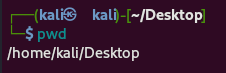 ┌──(kali㉿kali)-[~/Desktop]
└─$ pwd
/home/kali/Desktop